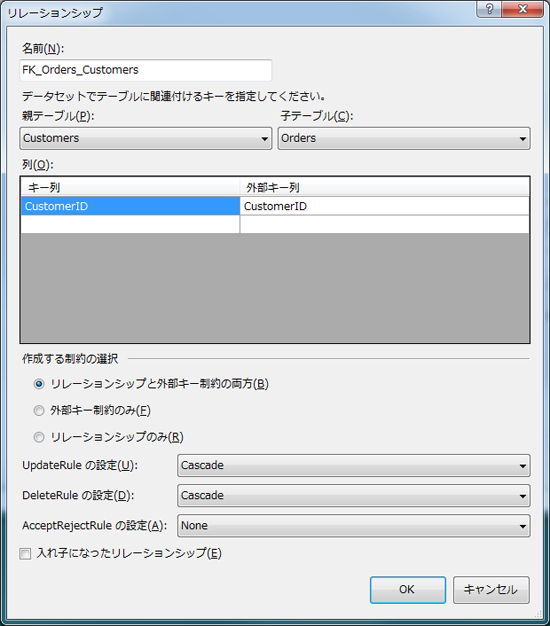 リレーションシップ
名前(N):
FK_Orders_Customers
データセットでテーブルに関連付けるキーを指定してください。
親テーブル(P): 子テーブル(C):
Customers Orders
列(O):
キー列 外部キー列
CustomerID CustomerID
作成する制約の選択
リレーションシップと外部キー制約の両方(B)
外部キー制約のみ(F)
リレーションシップのみ(R)
UpdateRule の設定(U): Cascade
DeleteRule の設定(D): Cascade
AcceptRejectRule の設定(A): None
入れ子になったリレーションシップ(E)
OK キャンセル